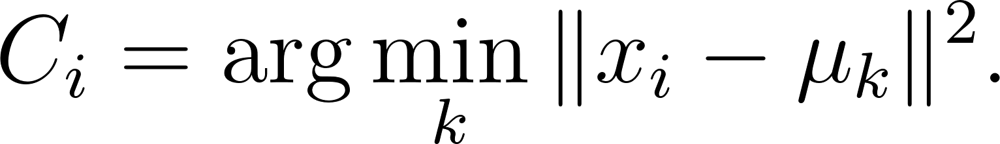 $C_i = \arg\min_k \|x_i - \mu_k\|^2.$